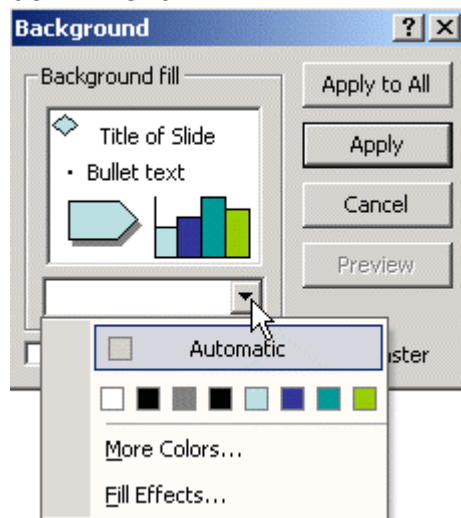 Background
Background fill
Title of Slide
• Bullet text
Apply to All
Apply
Cancel
Preview
Automatic
More Colors...
Fill Effects...